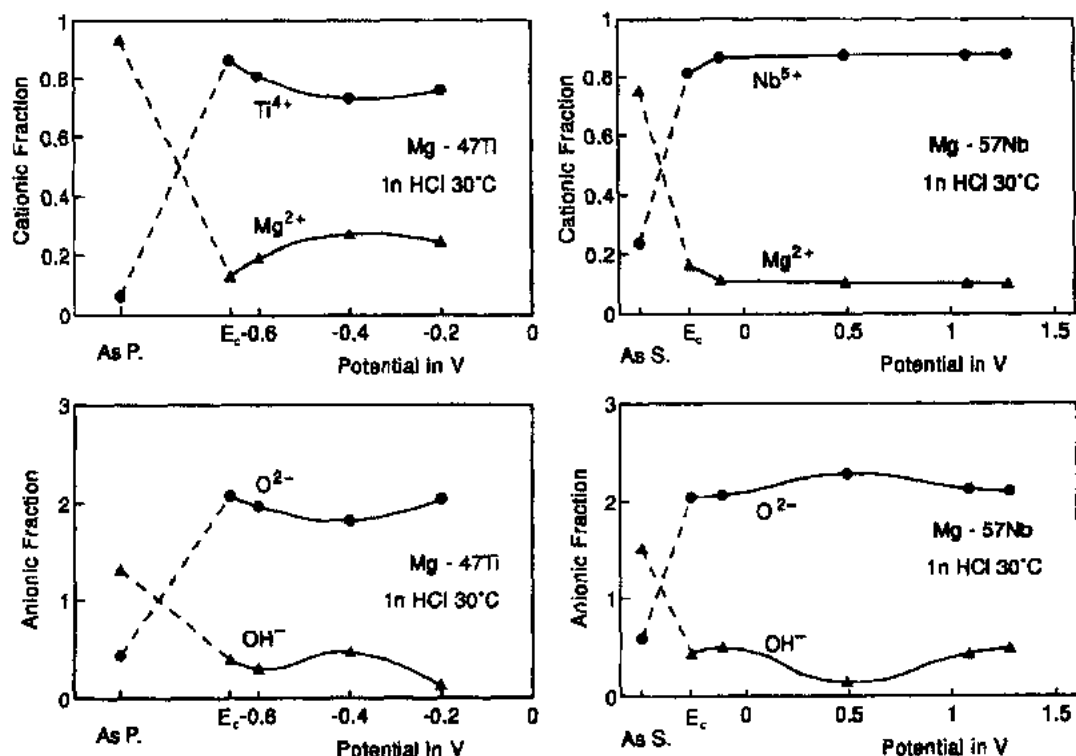 Cationic Fraction
1
0.8
0.6
0.4
0.2
0
Ti⁴⁺
Mg - 47Ti
1n HCl 30°C
Mg²⁺
As P.
E_c
-0.6
-0.4
-0.2
0
Potential in V
Cationic Fraction
1
0.8
0.6
0.4
0.2
0
Nb⁵⁺
Mg - 57Nb
1n HCl 30°C
Mg²⁺
As S.
E_c
0
0.5
1
1.5
Potential in V
Anionic Fraction
3
2
1
0
O²⁻
Mg - 47Ti
1n HCl 30°C
OH⁻
As P.
E_c
-0.6
-0.4
-0.2
0
Potential in V
Anionic Fraction
3
2
1
0
O²⁻
Mg - 57Nb
1n HCl 30°C
OH⁻
As S.
E_c
0
0.5
1
1.5
Potential in V